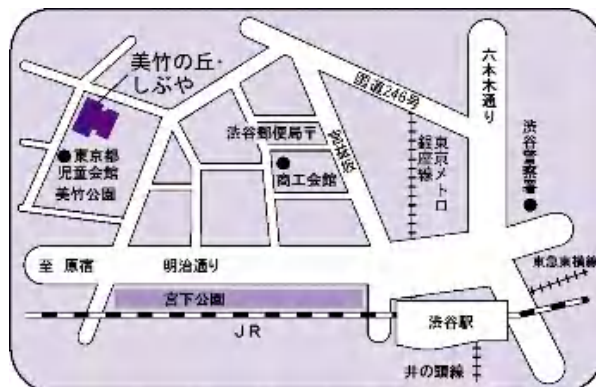 美竹の丘・
しぶや
国道246号
六本木通り
渋谷警察署
東京メトロ
銀座線
渋谷郵便局〒
商工会館
東京都
児童会館
美竹公園
至 原宿
明治通り
宮下公園
JR
渋谷駅
東急東横線
井の頭線